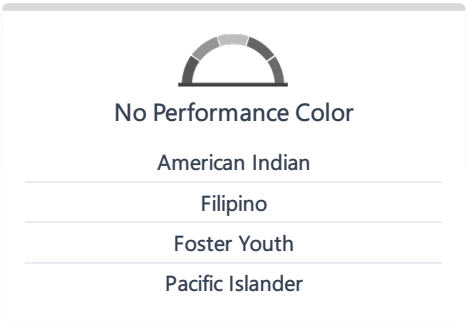 No Performance Color
American Indian
Filipino
Foster Youth
Pacific Islander